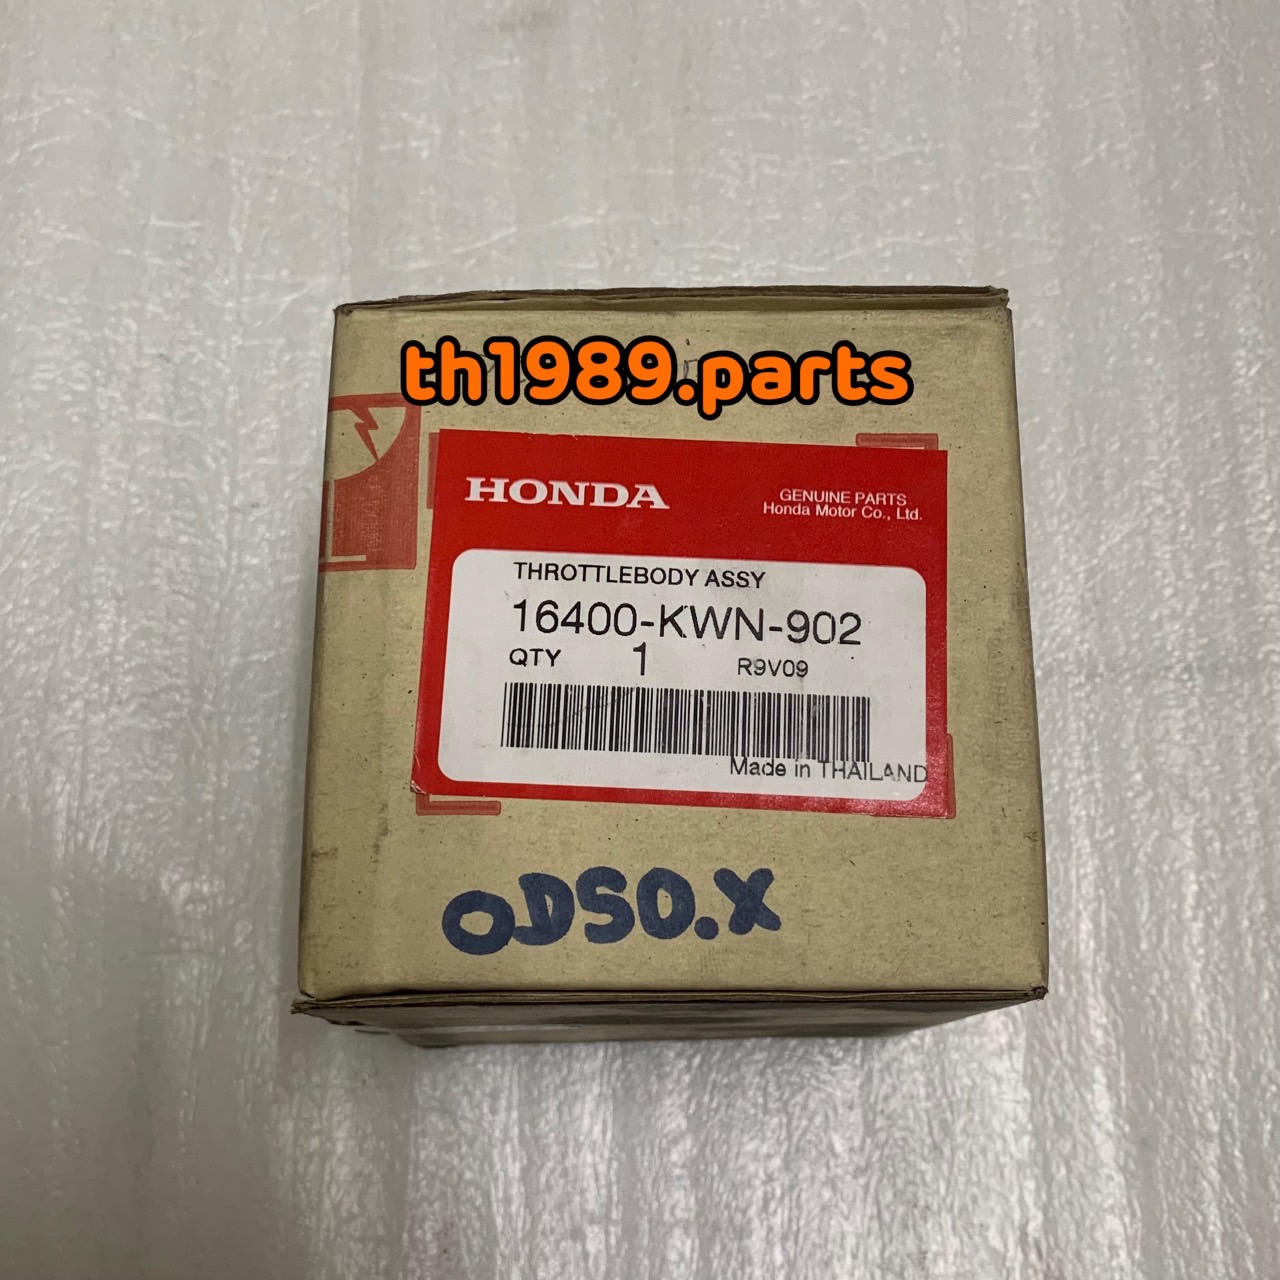 th1989.parts
HONDA
GENUINE PARTS
Honda Motor Co., Ltd.
THROTTLEBODY ASSY
16400-KWN-902
QTY 1 R9V09
Made in THAILAND
ODSO.X